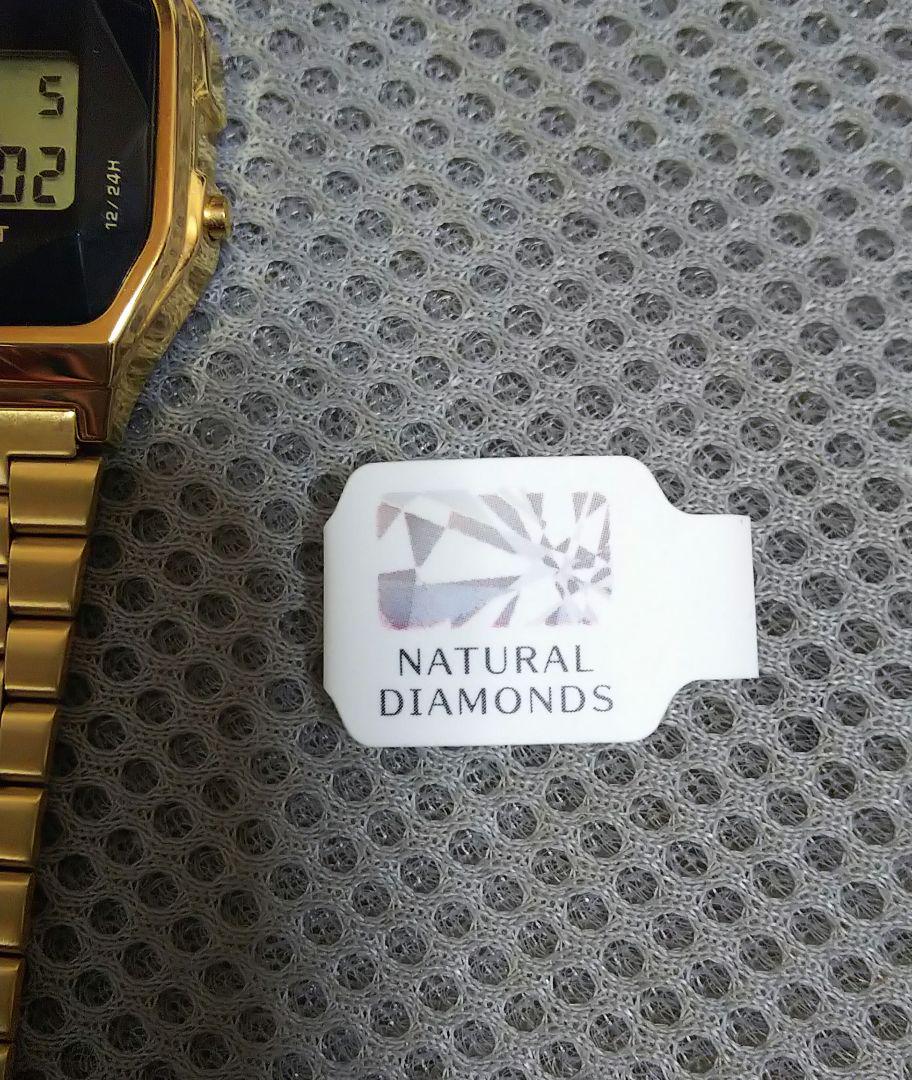 5
02
12/24H
T
NATURAL
DIAMONDS